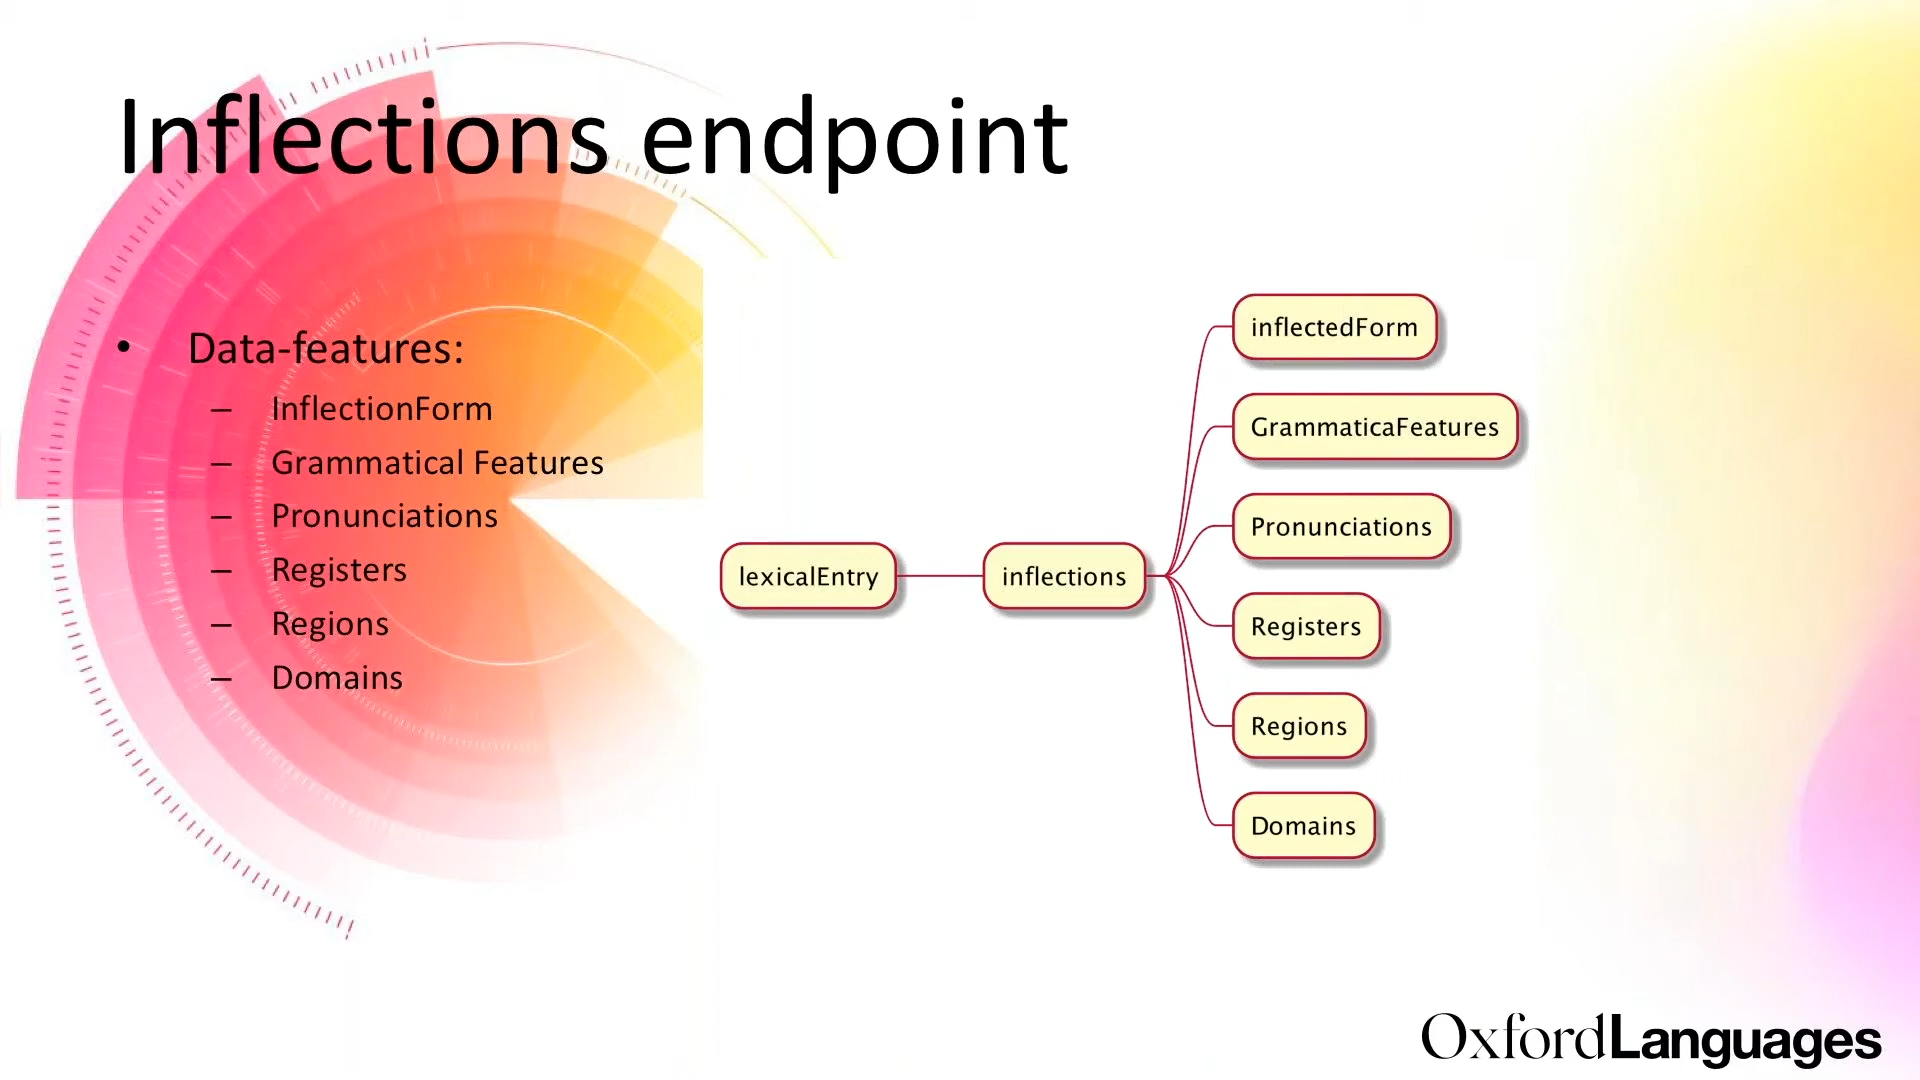 Inflections endpoint
• Data-features:
– InflectionForm
– Grammatical Features
– Pronunciations
– Registers
– Regions
– Domains
lexicalEntry
inflections
inflectedForm
GrammaticaFeatures
Pronunciations
Registers
Regions
Domains
OxfordLanguages